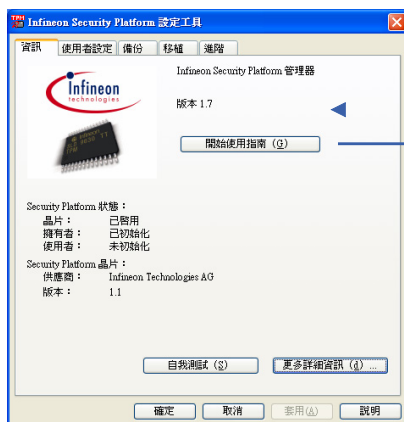 Infineon Security Platform 設定工具
資訊 使用者設定 備份 移植 進階
Infineon Security Platform 管理器
Infineon
technologies
版本 1.7
開始使用指南 (G)
Security Platform 狀態：
晶片： 已啓用
擁有者： 已初始化
使用者： 未初始化
Security Platform 晶片：
供應商： Infineon Technologies AG
版本： 1.1
自我測試 (S) 更多詳細資訊 (d) ...
確定 取消 套用(A) 說明